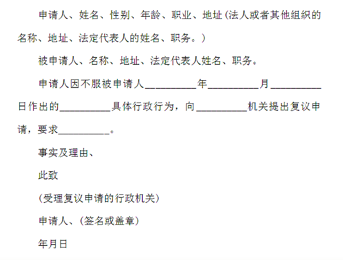 申请人、姓名、性别、年龄、职业、地址(法人或者其他组织的
名称、地址、法定代表人的姓名、职务。)
被申请人、名称、地址、法定代表人姓名、职务。
申请人因不服被申请人__________年__________月__________
日作出的__________具体行政行为，向__________机关提出复议申
请，要求__________。
事实及理由、
此致
(受理复议申请的行政机关)
申请人、(签名或盖章)
年月日